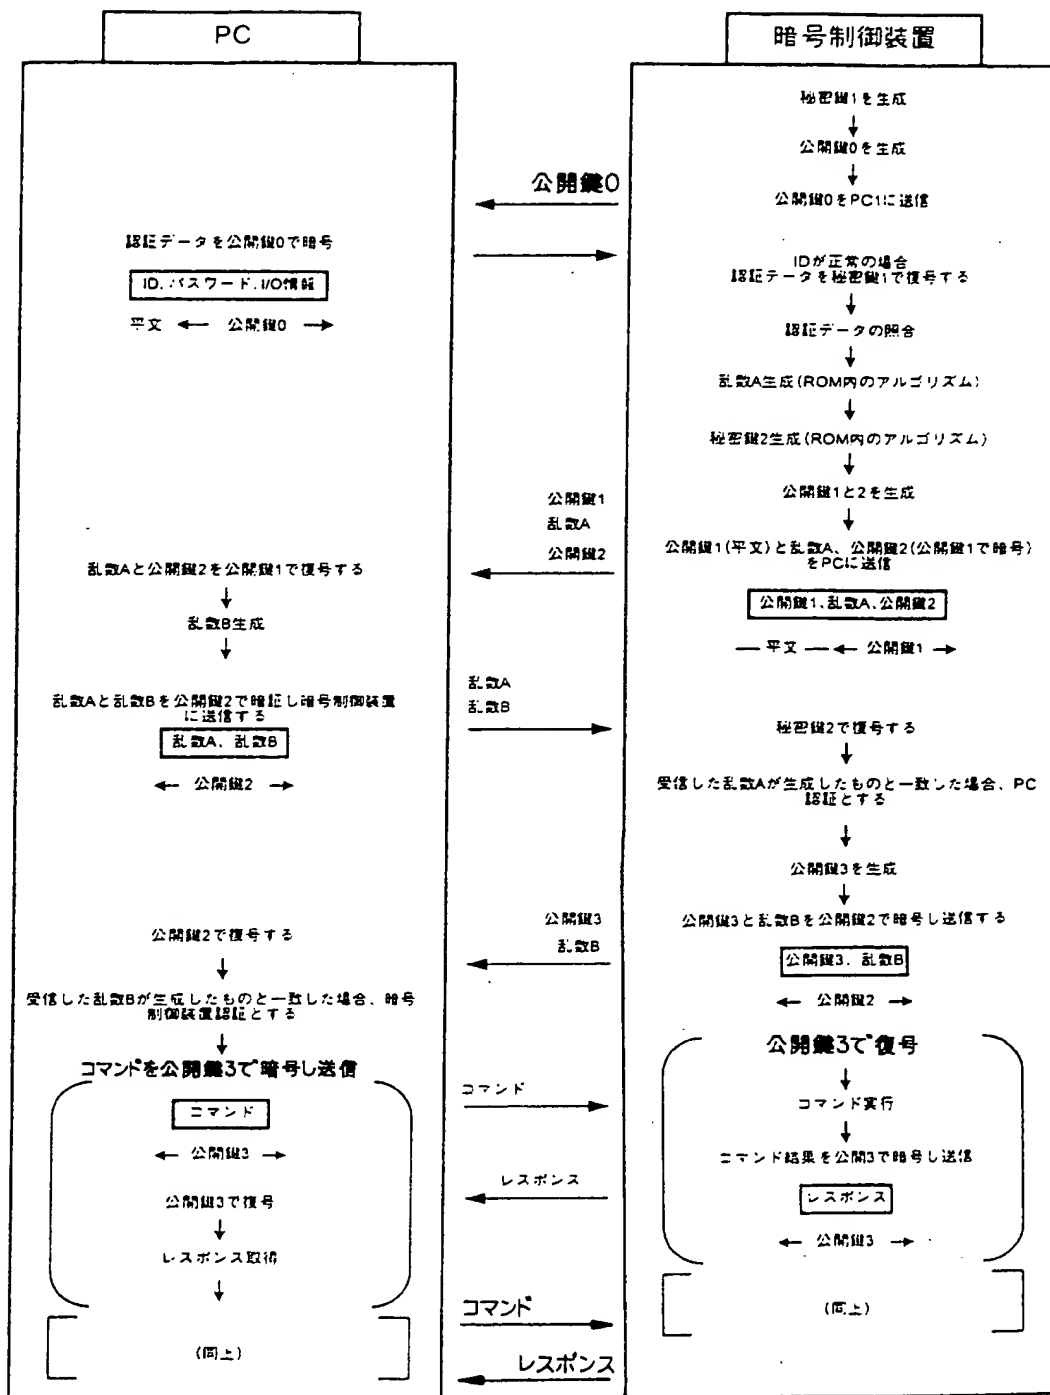 PC
暗号制御装置
秘密鍵1を生成
公開鍵0を生成
公開鍵0
公開鍵0をPC1に送信
認証データを公開鍵0で暗号
ID、パスワード、I/O情報
平文 ← 公開鍵0 →
IDが正常の場合
認証データを秘密鍵1で復号する
認証データの照合
乱数A生成(ROM内のアルゴリズム)
秘密鍵2生成(ROM内のアルゴリズム)
公開鍵1と2を生成
公開鍵1
乱数A
公開鍵2
公開鍵1(平文)と乱数A、公開鍵2(公開鍵1で暗号)
をPCに送信
公開鍵1、乱数A、公開鍵2
平文 ← 公開鍵1 →
乱数Aと公開鍵2を公開鍵1で復号する
乱数B生成
乱数Aと乱数Bを公開鍵2で暗証し暗号制御装置
に送信する
乱数A、乱数B
← 公開鍵2 →
乱数A
乱数B
秘密鍵2で復号する
受信した乱数Aが生成したものと一致した場合、PC
認証とする
公開鍵3を生成
公開鍵3と乱数Bを公開鍵2で暗号し送信する
公開鍵3、乱数B
← 公開鍵2 →
公開鍵3
乱数B
公開鍵2で復号する
受信した乱数Bが生成したものと一致した場合、暗号
制御装置認証とする
コマンドを公開鍵3で暗号し送信
コマンド
← 公開鍵3 →
コマンド
公開鍵3で復号
コマンド実行
コマンド結果を公開3で暗号し送信
レスポンス
← 公開鍵3 →
レスポンス
公開鍵3で復号
レスポンス取得
(同上)
コマンド
レスポンス
(同上)